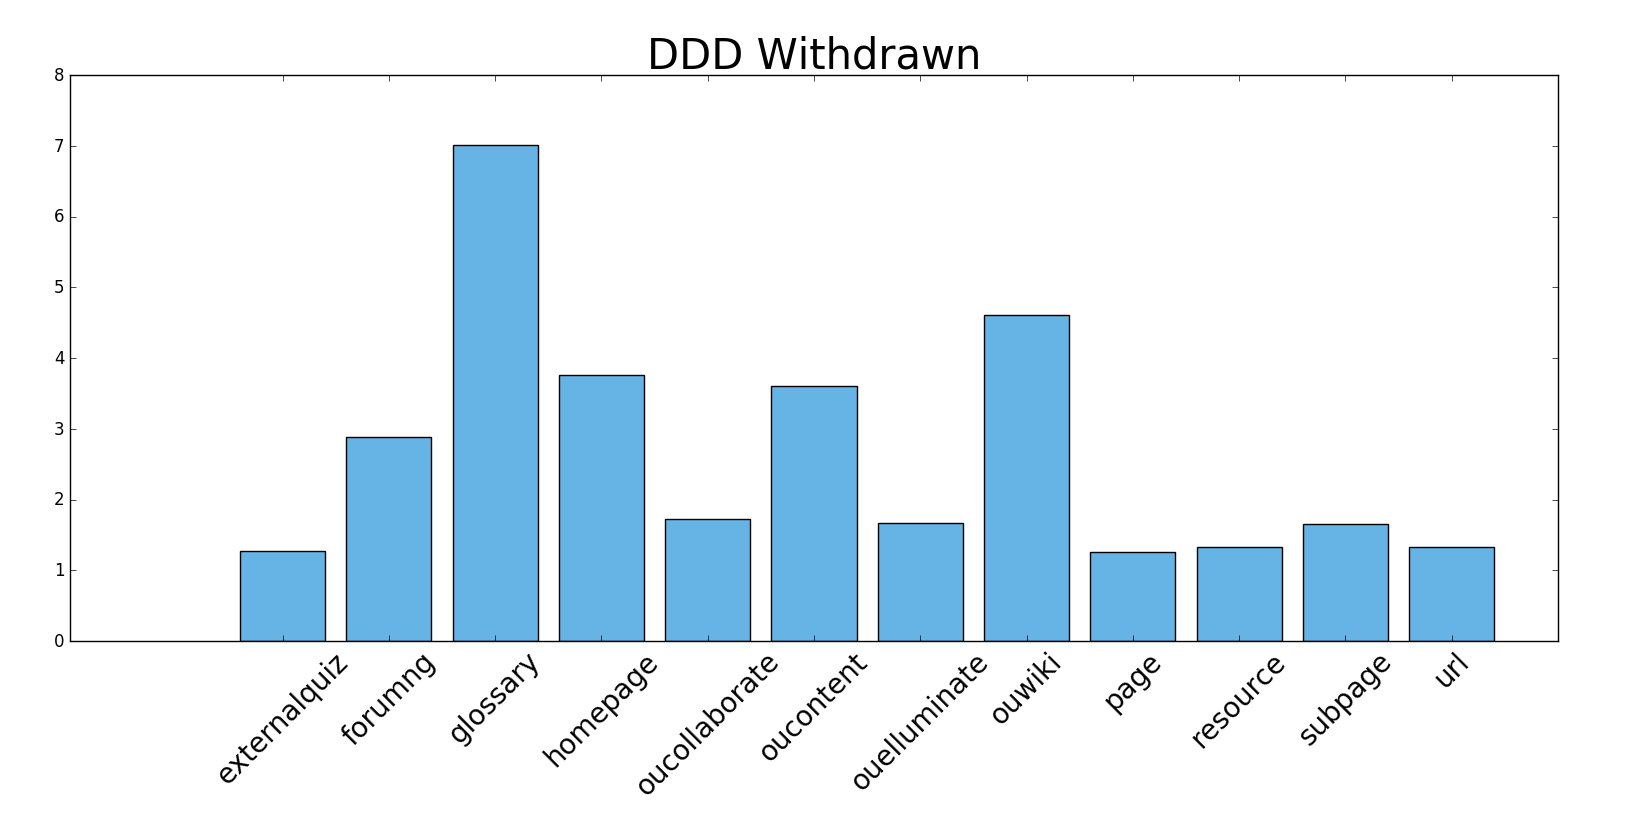 DDD Withdrawn
8
7
6
5
4
3
2
1
0
externalquiz
forumng
glossary
homepage
oucollaborate
oucontent
ouelluminate
ouwiki
page
resource
subpage
url